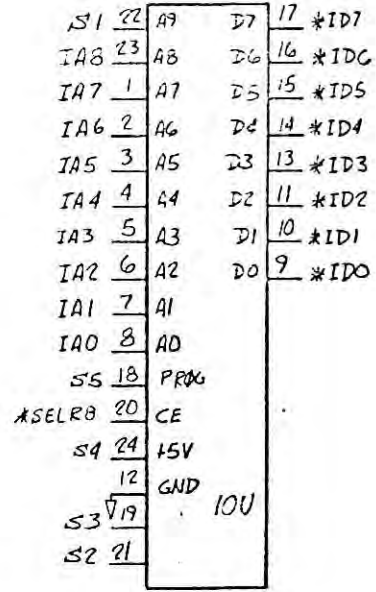 S1 22 A9 D7 17 *ID7
IA8 23 A8 D6 16 *ID6
IA7 1 A7 D5 15 *ID5
IA6 2 A6 D4 14 *ID4
IA5 3 A5 D3 13 *ID3
IA4 4 A4 D2 11 *ID2
IA3 5 A3 D1 10 *ID1
IA2 6 A2 D0 9 *ID0
IA1 7 A1
IA0 8 A0
S5 18 PROG
*SELR8 20 CE
S4 24 +5V
12 GND
S3 19 10U
S2 21